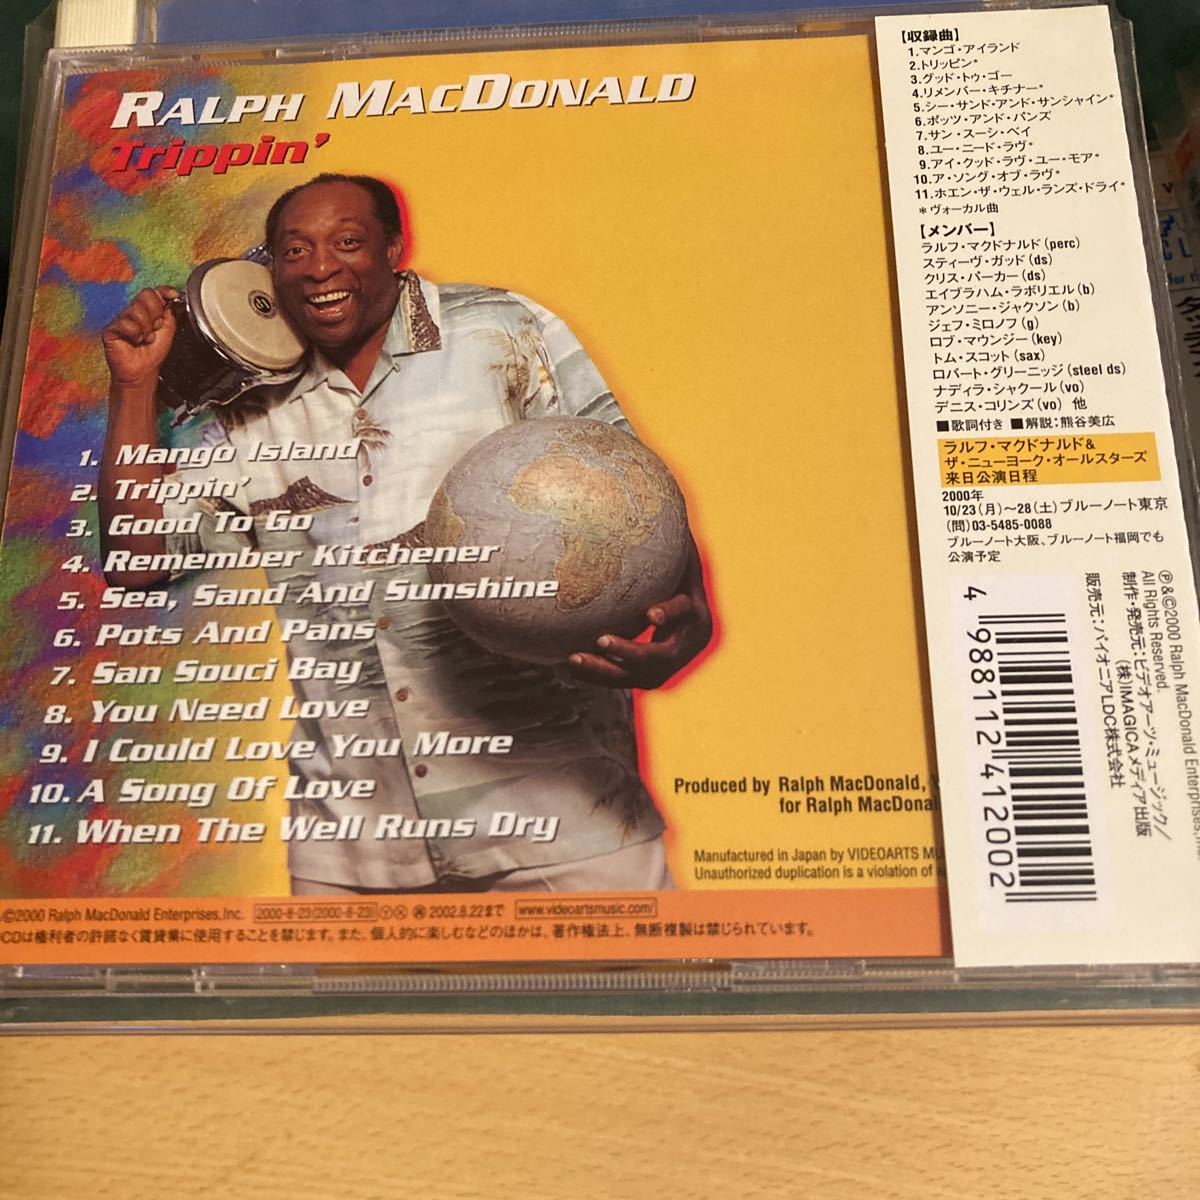 RALPH MACDONALD
Trippin'
1. Mango Island
2. Trippin'
3. Good To Go
4. Remember Kitchener
5. Sea, Sand And Sunshine
6. Pots And Pans
7. San Souci Bay
8. You Need Love
9. I Could Love You More
10. A Song Of Love
11. When The Well Runs Dry
Produced by Ralph MacDonald,
for Ralph MacDonal
Manufactured in Japan by VIDEOARTS MU
Unauthorized duplication is a violation of
©2000 Ralph MacDonald Enterprises,Inc. 2000-8-23(2000-8-23) 2002.8.22まで www.videoartsmusic.com/
CDは権利者の許諾なく賃貸業に使用することを禁じます。また、個人的に楽しむなどのほかは、著作権法上、無断複製は禁じられています。
【収録曲】
1.マンゴ・アイランド
2.トリッピン*
3.グッド・トゥ・ゴー
4.リメンバー・キチナー*
5.シー・サンド・アンド・サンシャイン*
6.ポッツ・アンド・パンズ
7.サン・スーシ・ベイ
8.ユー・ニード・ラヴ*
9.アイ・クッド・ラヴ・ユー・モア*
10.ア・ソング・オブ・ラヴ*
11.ホエン・ザ・ウェル・ランズ・ドライ*
*ヴォーカル曲
【メンバー】
ラルフ・マクドナルド(perc)
スティーヴ・ガッド(ds)
クリス・パーカー(ds)
エイブラハム・ラボリエル(b)
アンソニー・ジャクソン(b)
ジェフ・ミロノフ(g)
ロブ・マウンジー(key)
トム・スコット(sax)
ロバート・グリーニッジ(steel ds)
ナディラ・シャクール(vo)
デニス・コリンズ(vo) 他
■歌詞付き ■解説:熊谷美広
ラルフ・マクドナルド&
ザ・ニューヨーク・オールスターズ
来日公演日程
2000年
10/23(月)～28(土)ブルーノート東京
(問)03-5485-0088
ブルーノート大阪、ブルーノート福岡でも
公演予定
℗&©2000 Ralph MacDonald Enterprises,Inc
All Rights Reserved.
制作・発売元:ビデオアーツ・ミュージック/
(株)IMAGICAメディア出版
販売元:パイオニアLDC株式会社
4 988112 412002